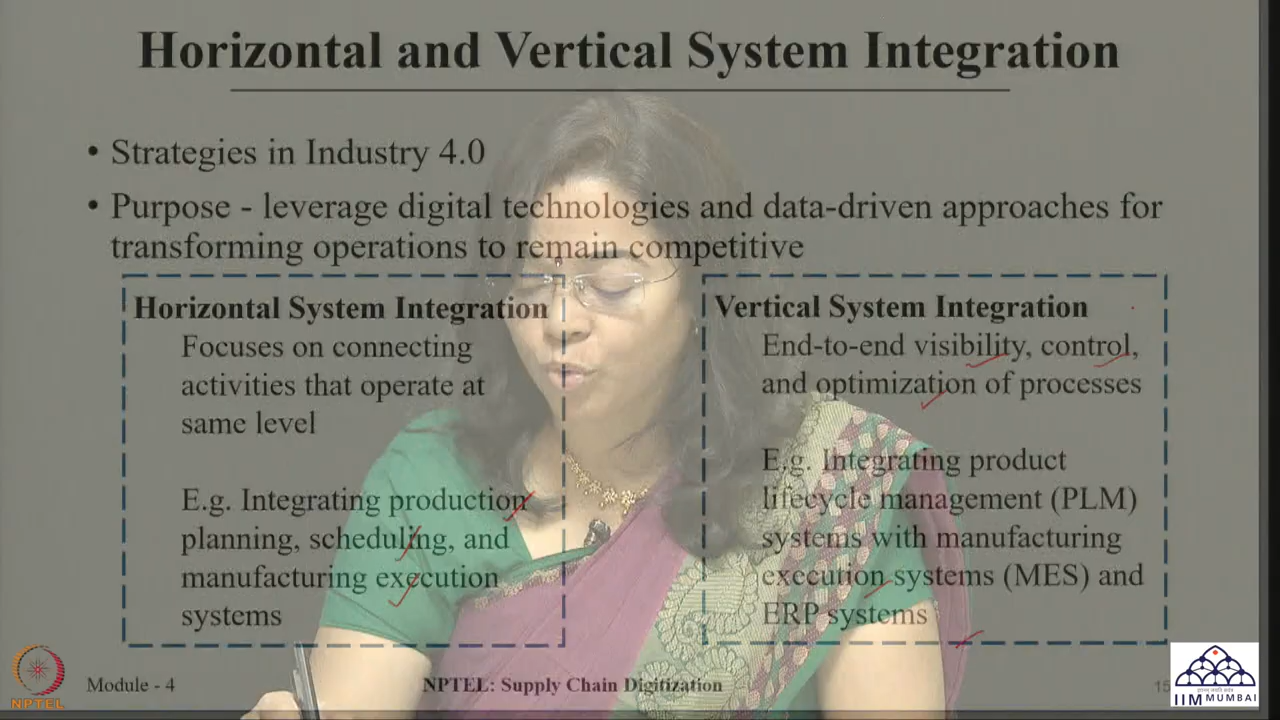 Horizontal and Vertical System Integration
• Strategies in Industry 4.0
• Purpose - leverage digital technologies and data-driven approaches for
transforming operations to remain competitive
Horizontal System Integration
Focuses on connecting
activities that operate at
same level
E.g. Integrating production
planning, scheduling, and
manufacturing execution
systems
Vertical System Integration
End-to-end visibility, control,
and optimization of processes
E.g. Integrating product
lifecycle management (PLM)
systems with manufacturing
execution systems (MES) and
ERP systems
NPTEL
Module - 4
NPTEL: Supply Chain Digitization
15
IIM MUMBAI